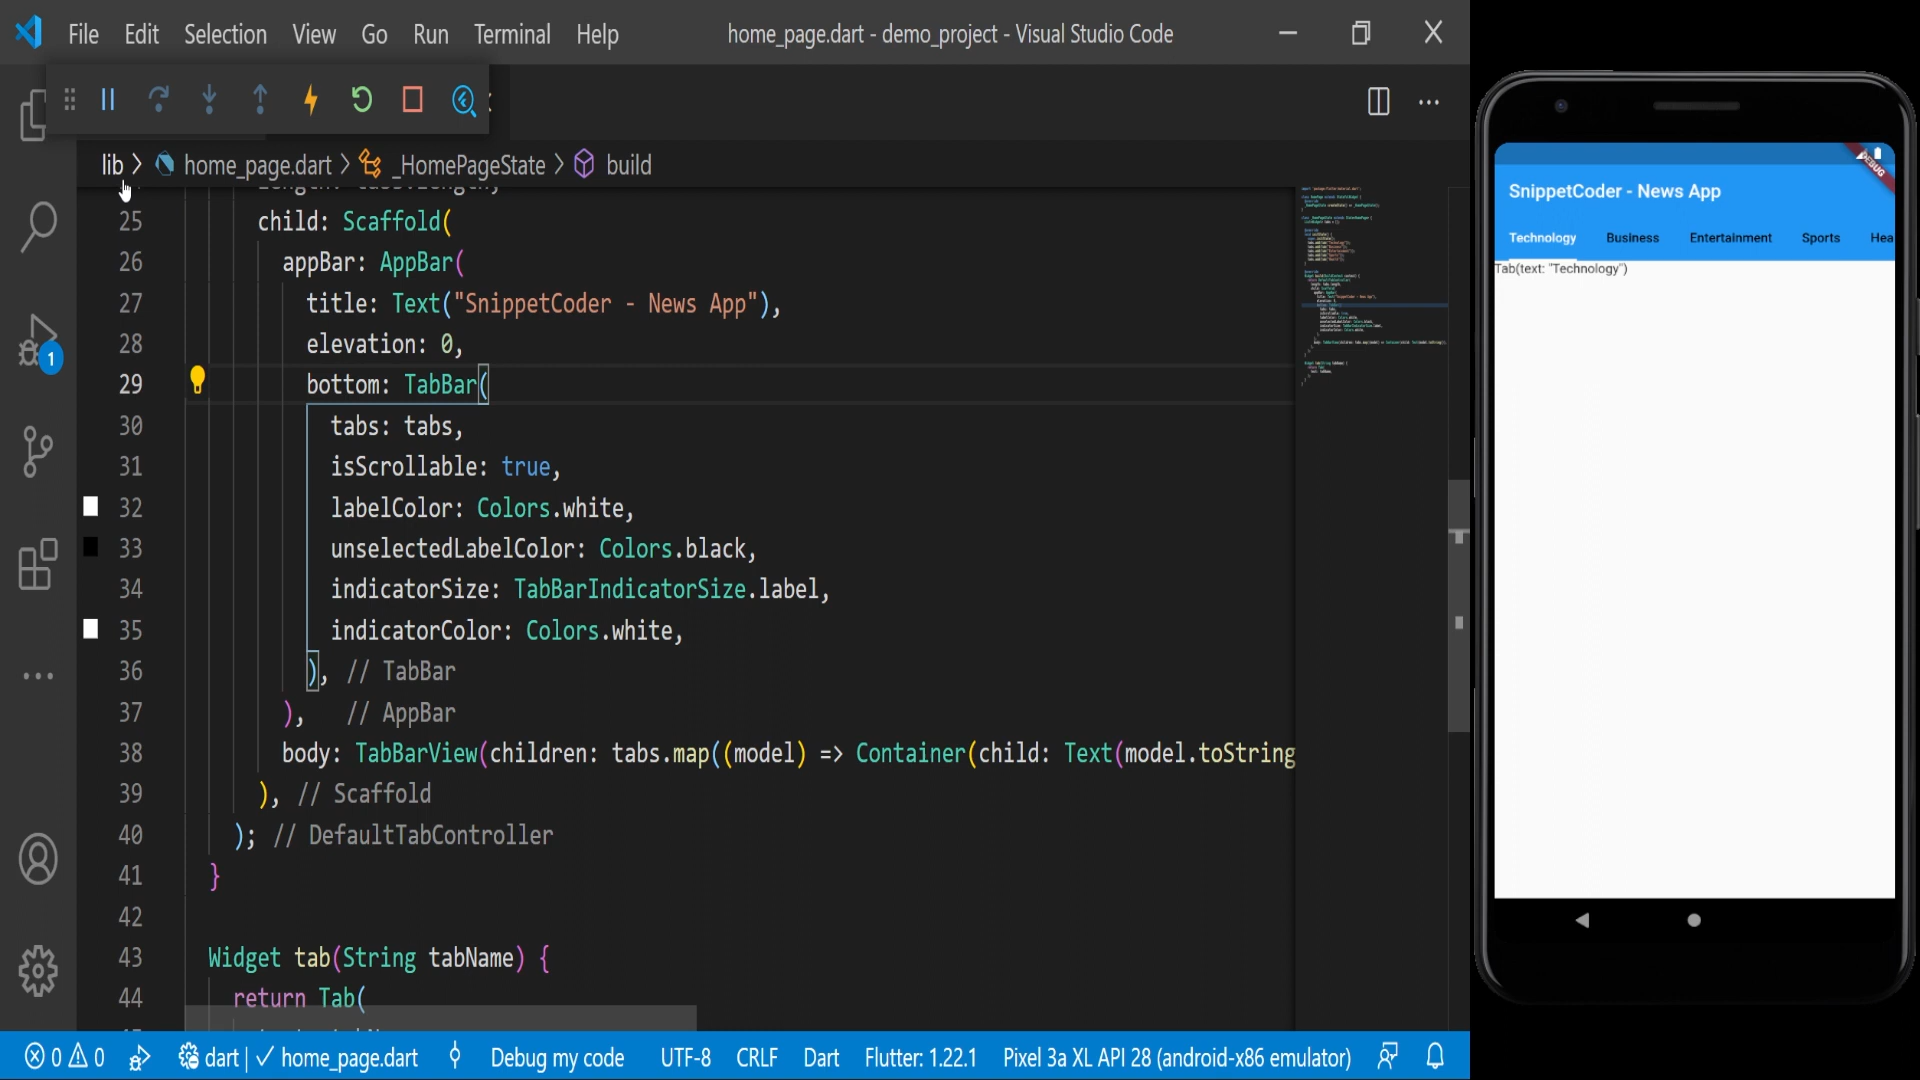 File Edit Selection View Go Run Terminal Help
home_page.dart - demo_project - Visual Studio Code
lib > home_page.dart > _HomePageState > build
25 child: Scaffold(
26 appBar: AppBar(
27 title: Text("SnippetCoder - News App"),
28 elevation: 0,
29 bottom: TabBar(
30 tabs: tabs,
31 isScrollable: true,
32 labelColor: Colors.white,
33 unselectedLabelColor: Colors.black,
34 indicatorSize: TabBarIndicatorSize.label,
35 indicatorColor: Colors.white,
36 ), // TabBar
37 ), // AppBar
38 body: TabBarView(children: tabs.map((model) => Container(child: Text(model.toString
39 ), // Scaffold
40 ); // DefaultTabController
41 }
42
43 Widget tab(String tabName) {
44 return Tab(
1
0 0 dart | ✓ home_page.dart Debug my code UTF-8 CRLF Dart Flutter: 1.22.1 Pixel 3a XL API 28 (android-x86 emulator)
DEBUG
SnippetCoder - News App
Technology Business Entertainment Sports Hea
Tab(text: "Technology")